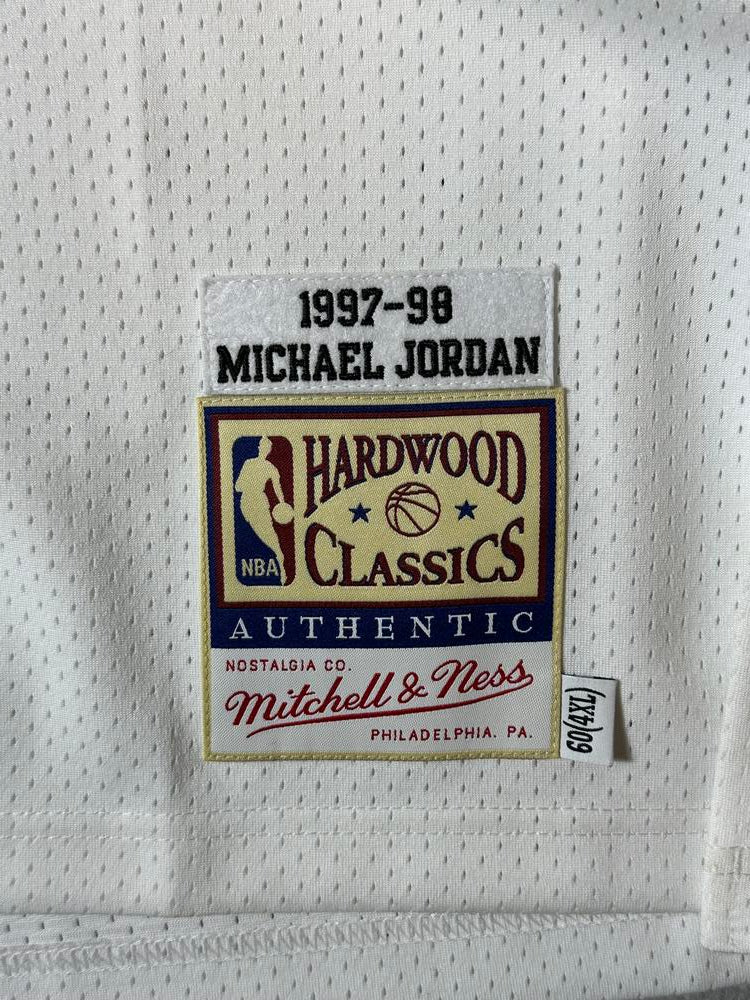 1997-98
MICHAEL JORDAN
HARDWOOD
CLASSICS
NBA
AUTHENTIC
NOSTALGIA CO.
Mitchell & Ness
PHILADELPHIA. PA.
60(4XL)